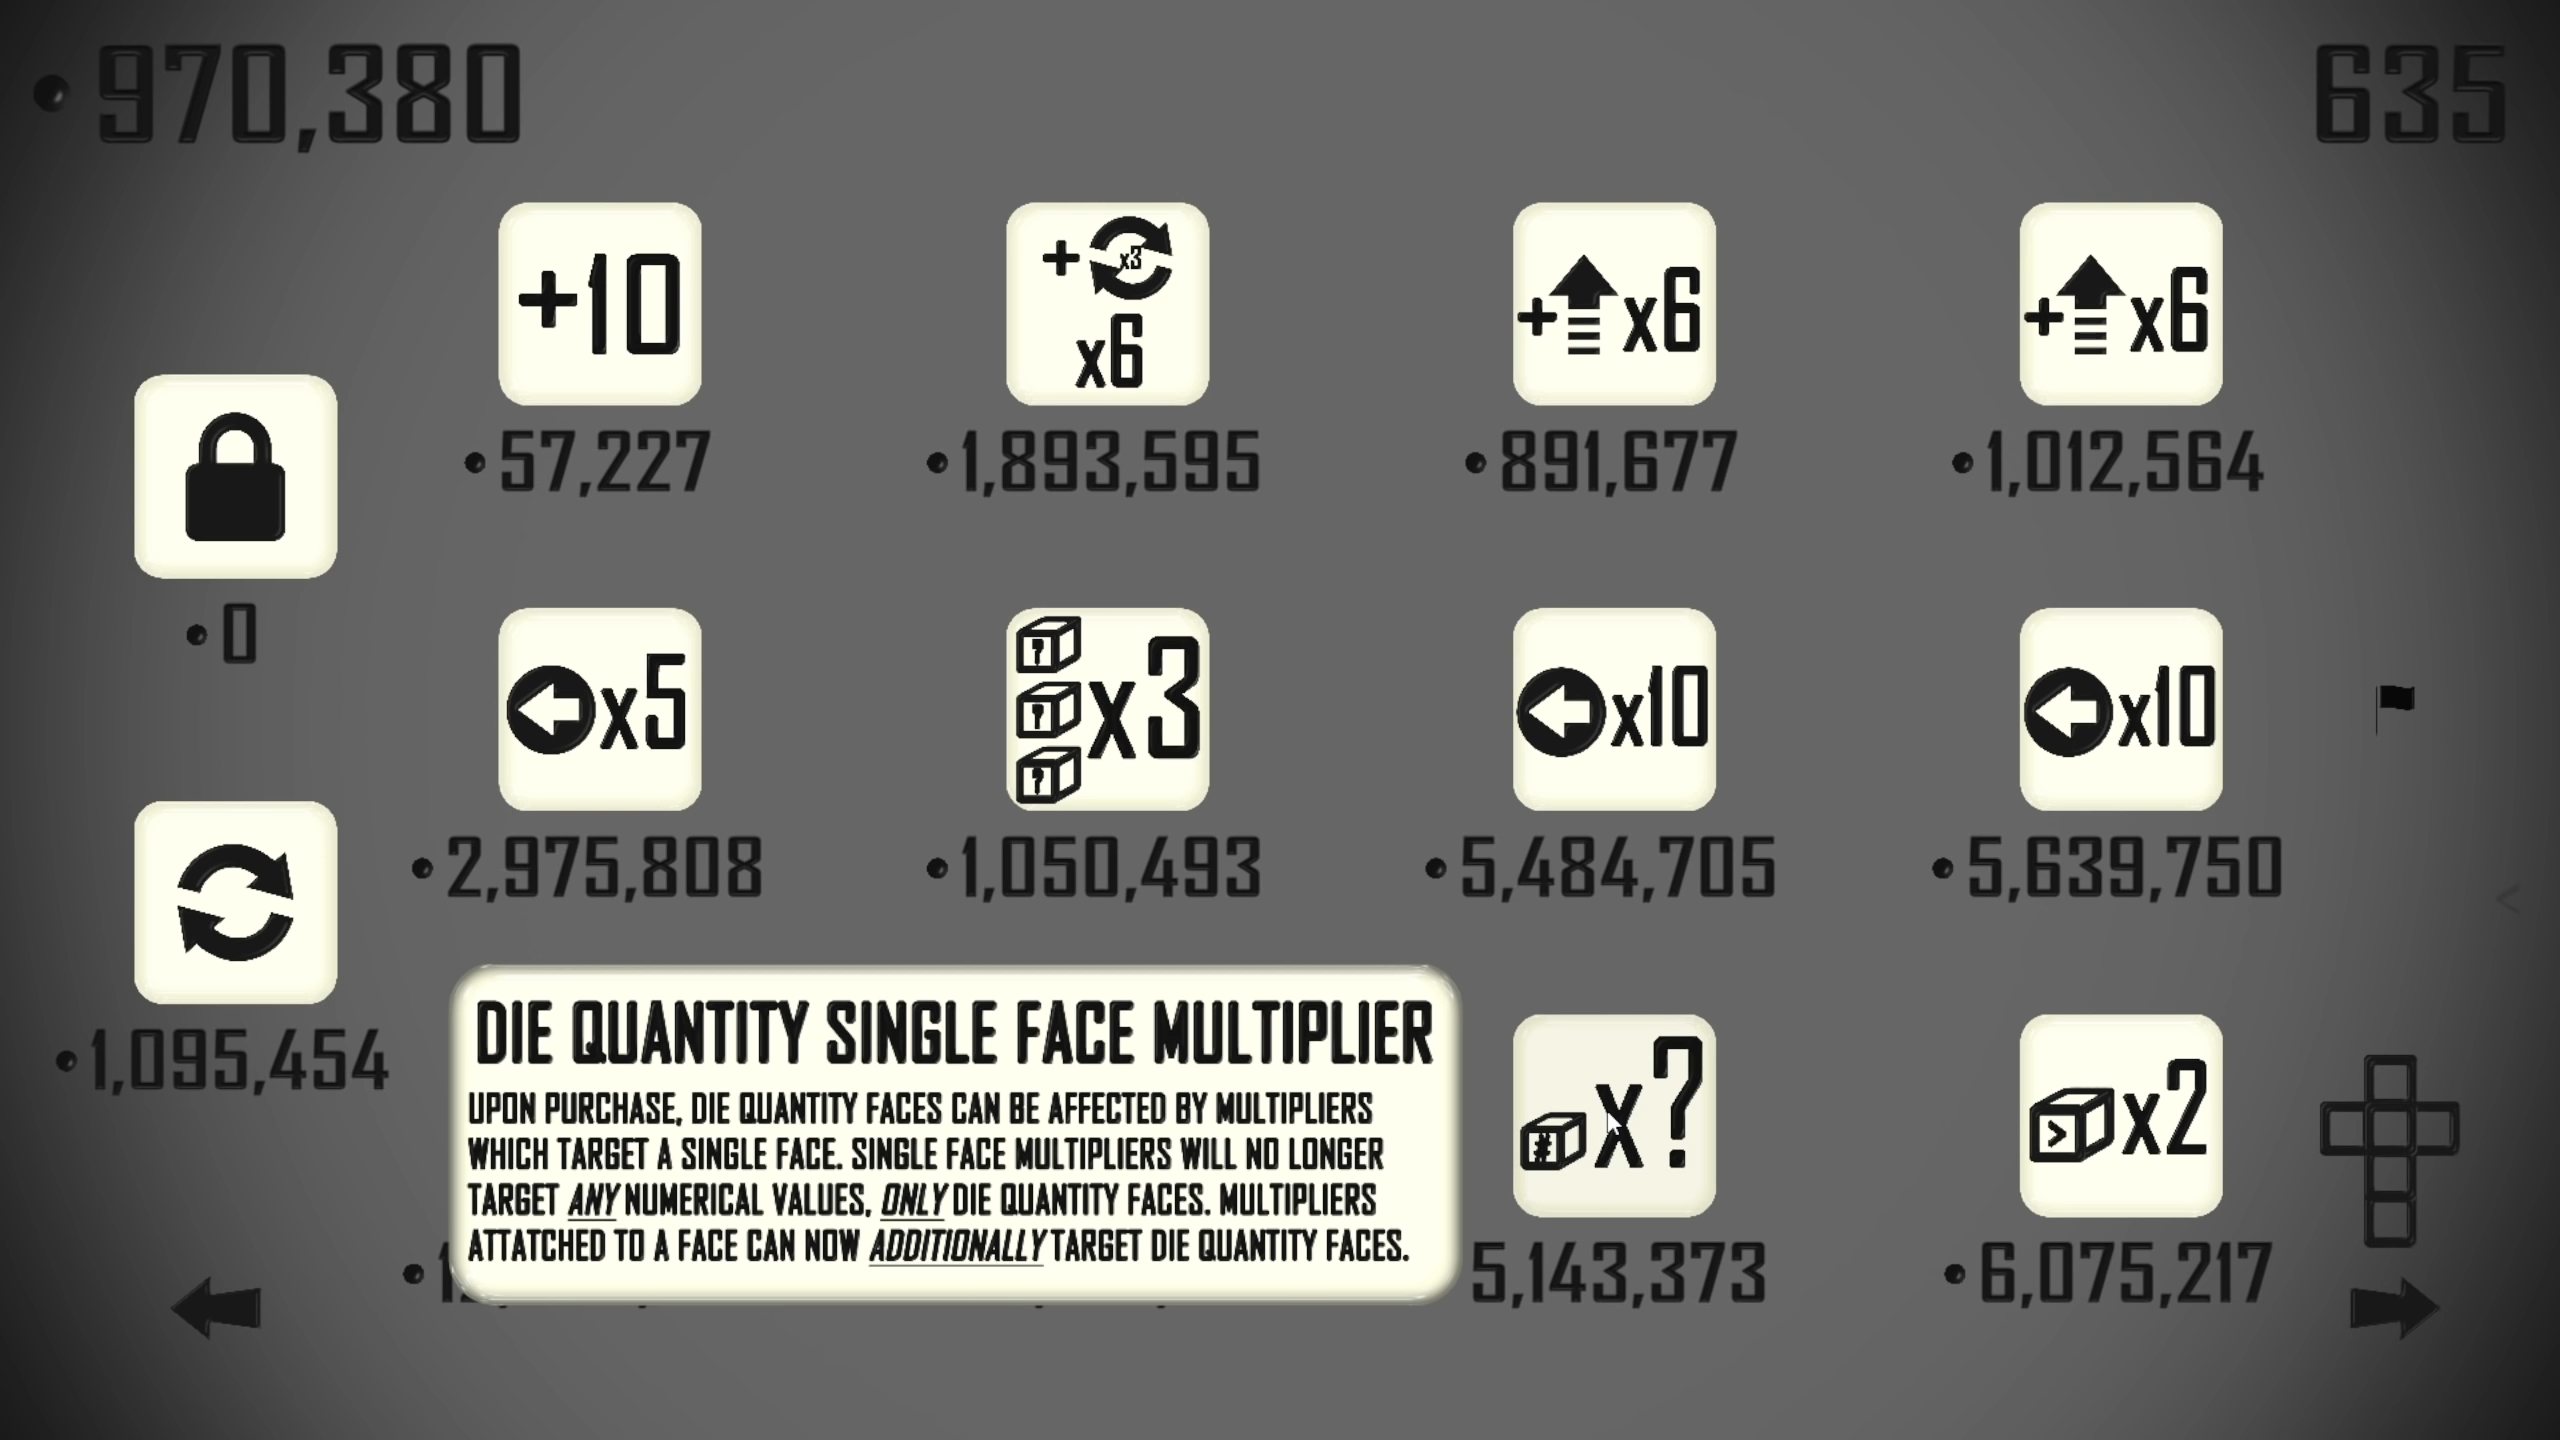 970,380
635
+10
+ x3
x6
+ x6
+ x6
57,227
1,893,595
891,677
1,012,564
0
x5
? ? ? x3
x10
x10
2,975,808
1,050,493
5,484,705
5,639,750
<
1,095,454
DIE QUANTITY SINGLE FACE MULTIPLIER
UPON PURCHASE, DIE QUANTITY FACES CAN BE AFFECTED BY MULTIPLIERS
WHICH TARGET A SINGLE FACE. SINGLE FACE MULTIPLIERS WILL NO LONGER
TARGET ANY NUMERICAL VALUES, ONLY DIE QUANTITY FACES. MULTIPLIERS
ATTATCHED TO A FACE CAN NOW ADDITIONALLY TARGET DIE QUANTITY FACES.
# x?
> x2
5,143,373
6,075,217